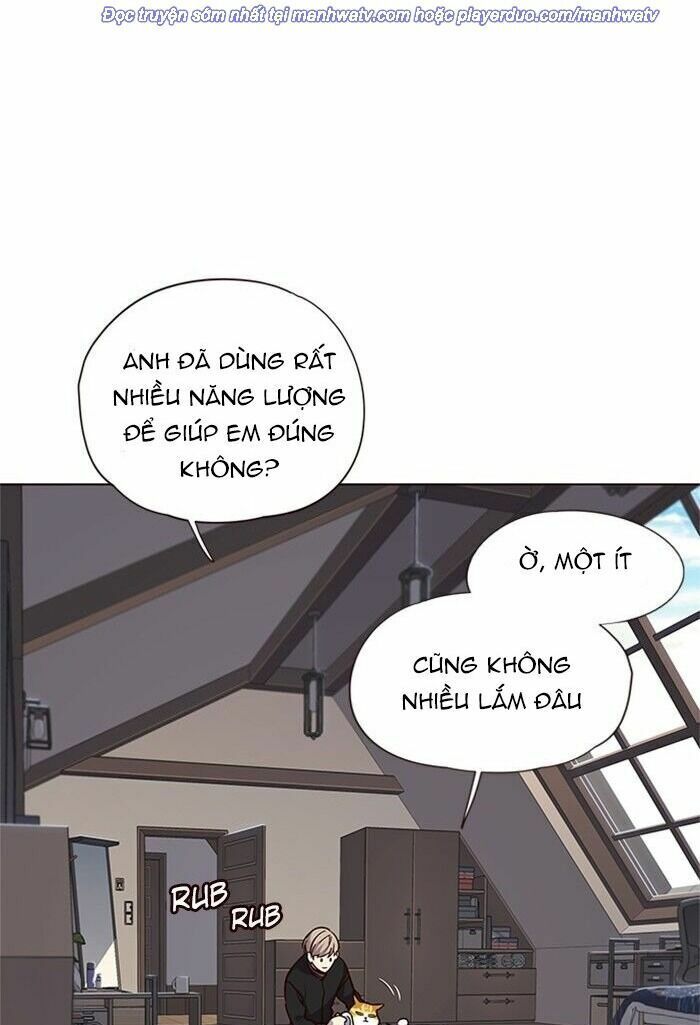 Đọc truyện sớm nhất tại manhwatv.com hoặc playerduo.com/manhwatv
ANH ĐÃ DÙNG RẤT
NHIỀU NĂNG LƯỢNG
ĐỂ GIÚP EM ĐÚNG
KHÔNG?
Ờ, MỘT ÍT
CŨNG KHÔNG
NHIỀU LẮM ĐÂU
RUB
RUB